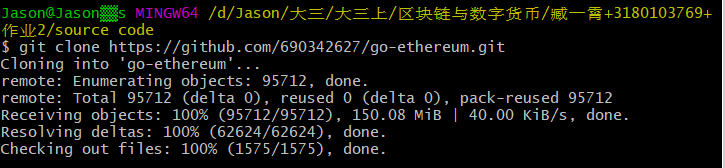 Jason@Jason▒▒s MINGW64 /d/Jason/大三/大三上/区块链与数字货币/臧一霄+3180103769+
作业2/source code
$ git clone https://github.com/690342627/go-ethereum.git
Cloning into 'go-ethereum'...
remote: Enumerating objects: 95712, done.
remote: Total 95712 (delta 0), reused 0 (delta 0), pack-reused 95712
Receiving objects: 100% (95712/95712), 150.08 MiB | 40.00 KiB/s, done.
Resolving deltas: 100% (62624/62624), done.
Checking out files: 100% (1575/1575), done.